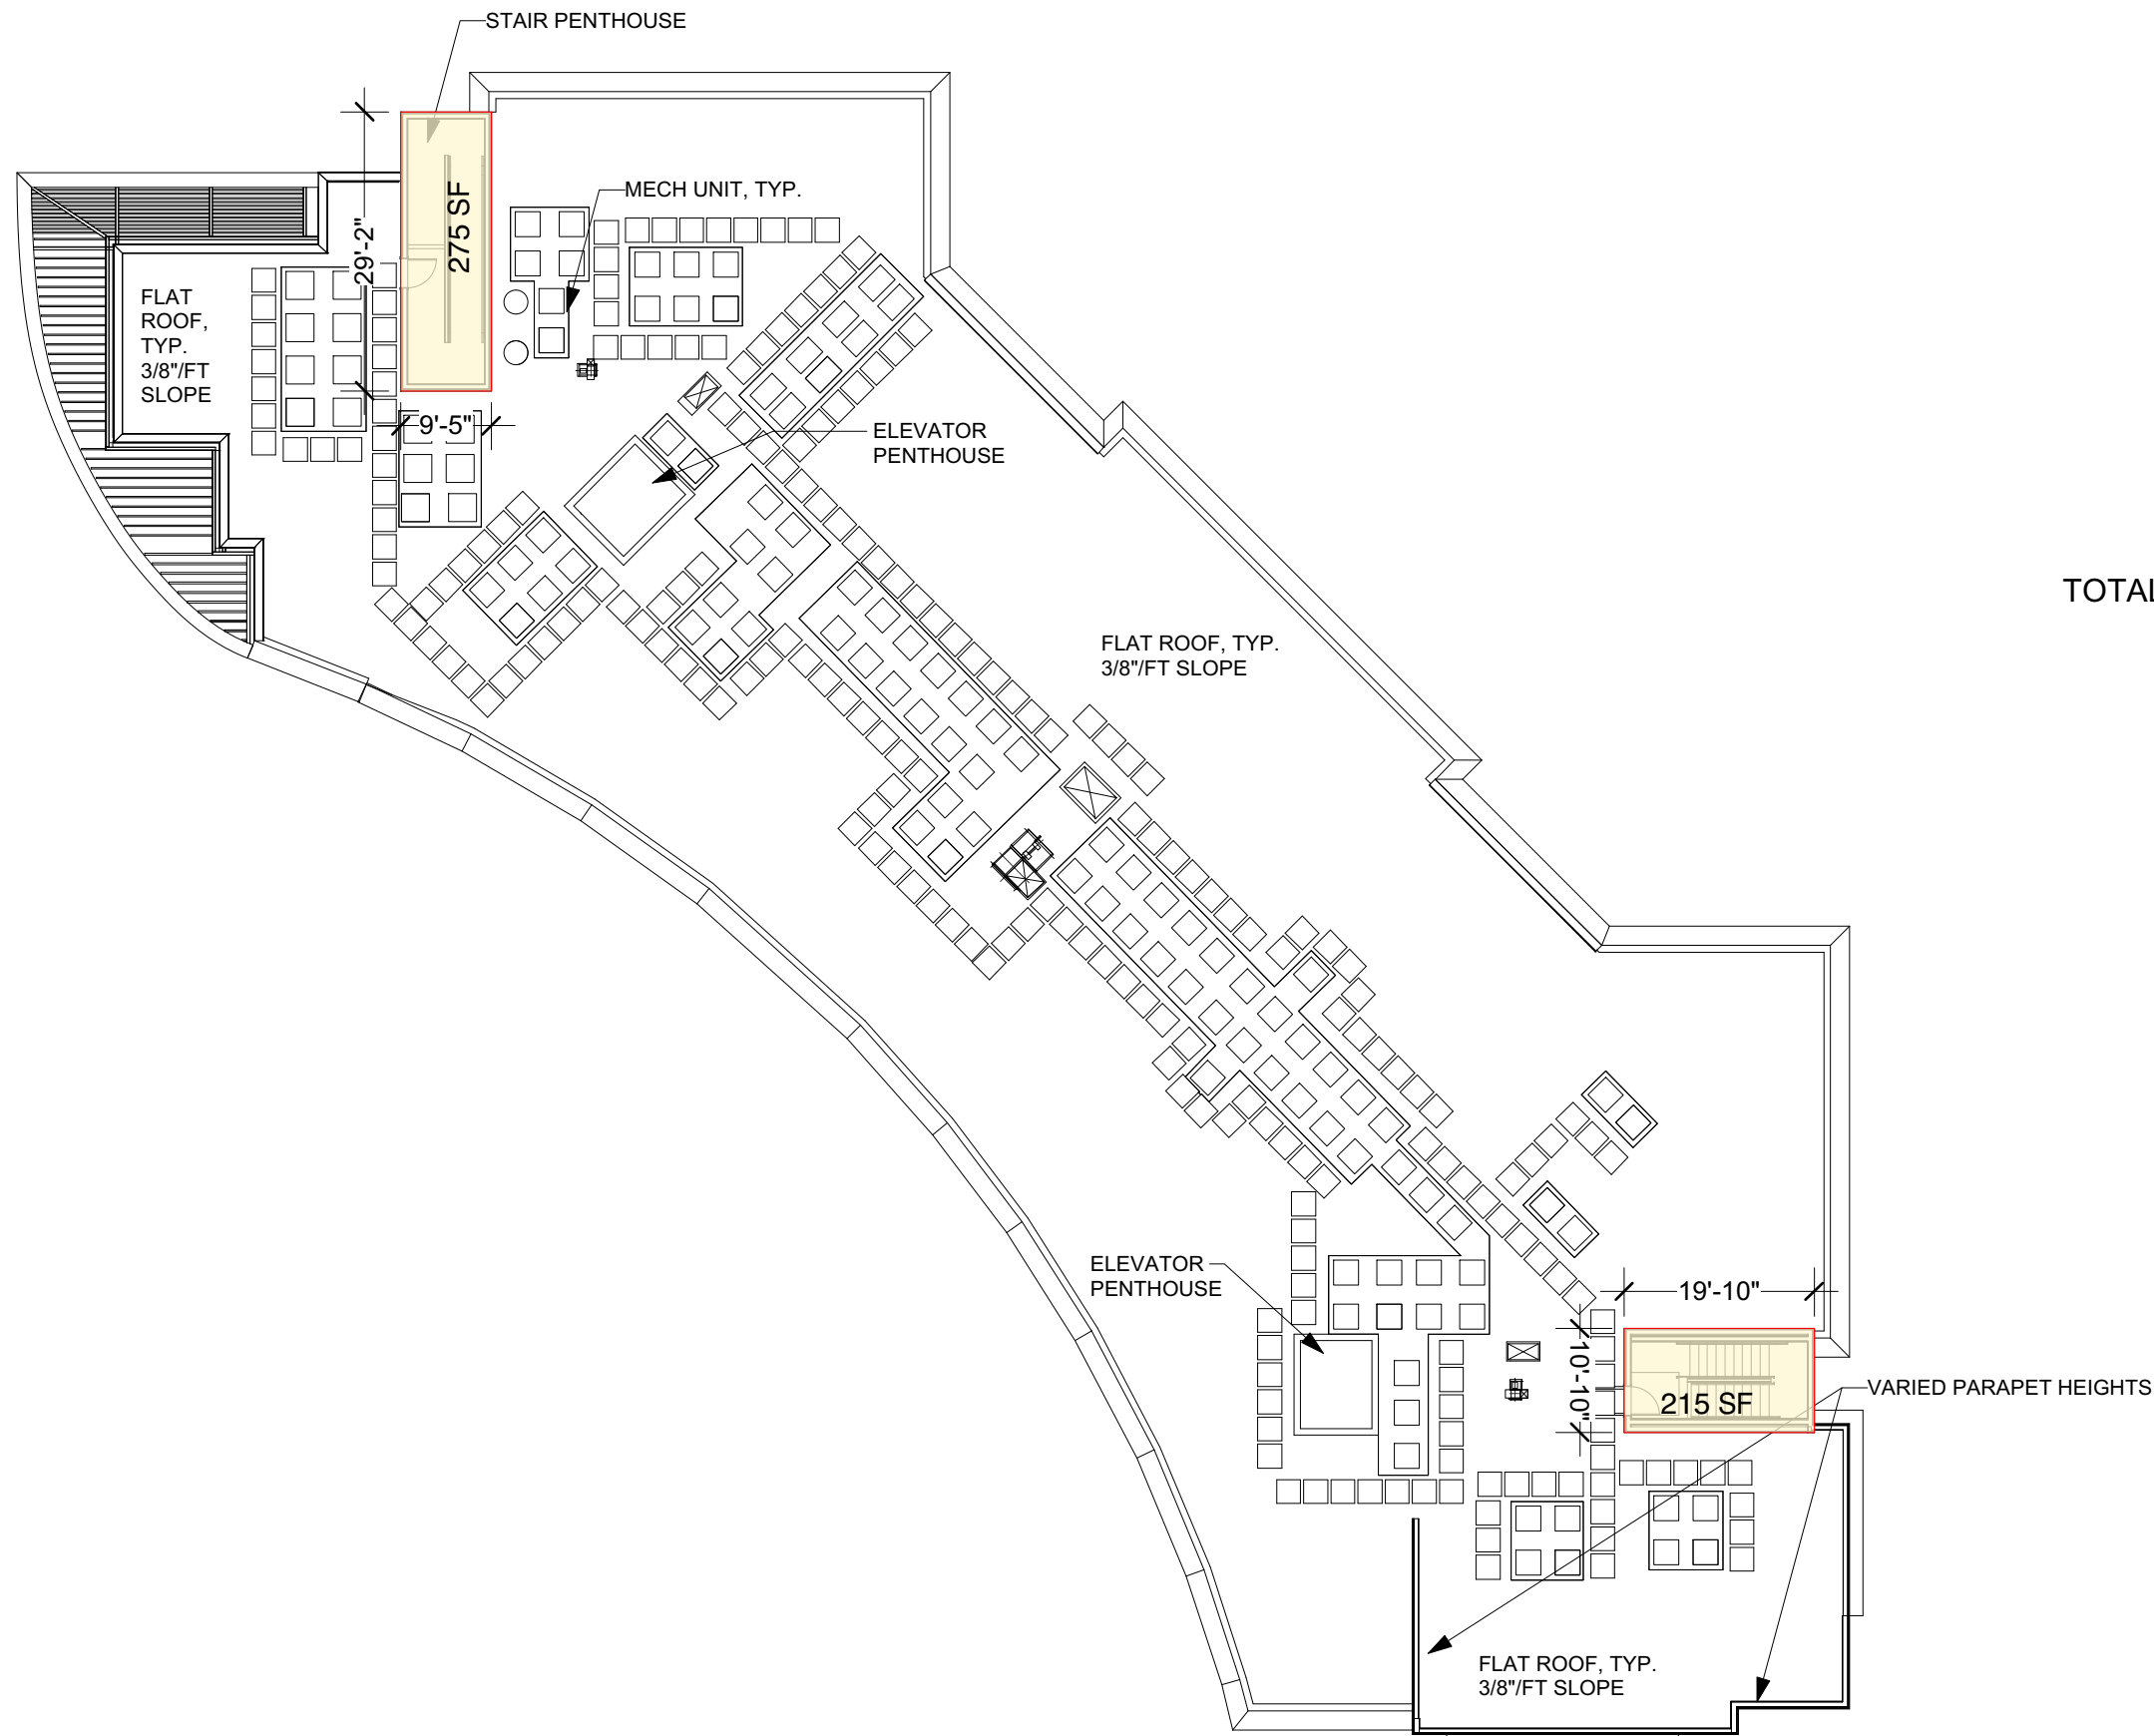 STAIR PENTHOUSE
MECH UNIT, TYP.
29'-2"
275 SF
FLAT
ROOF,
TYP.
3/8"/FT
SLOPE
9'-5"
ELEVATOR
PENTHOUSE
TOTAL
FLAT ROOF, TYP.
3/8"/FT SLOPE
ELEVATOR
PENTHOUSE
19'-10"
10'-10"
215 SF
VARIED PARAPET HEIGHTS
FLAT ROOF, TYP.
3/8"/FT SLOPE